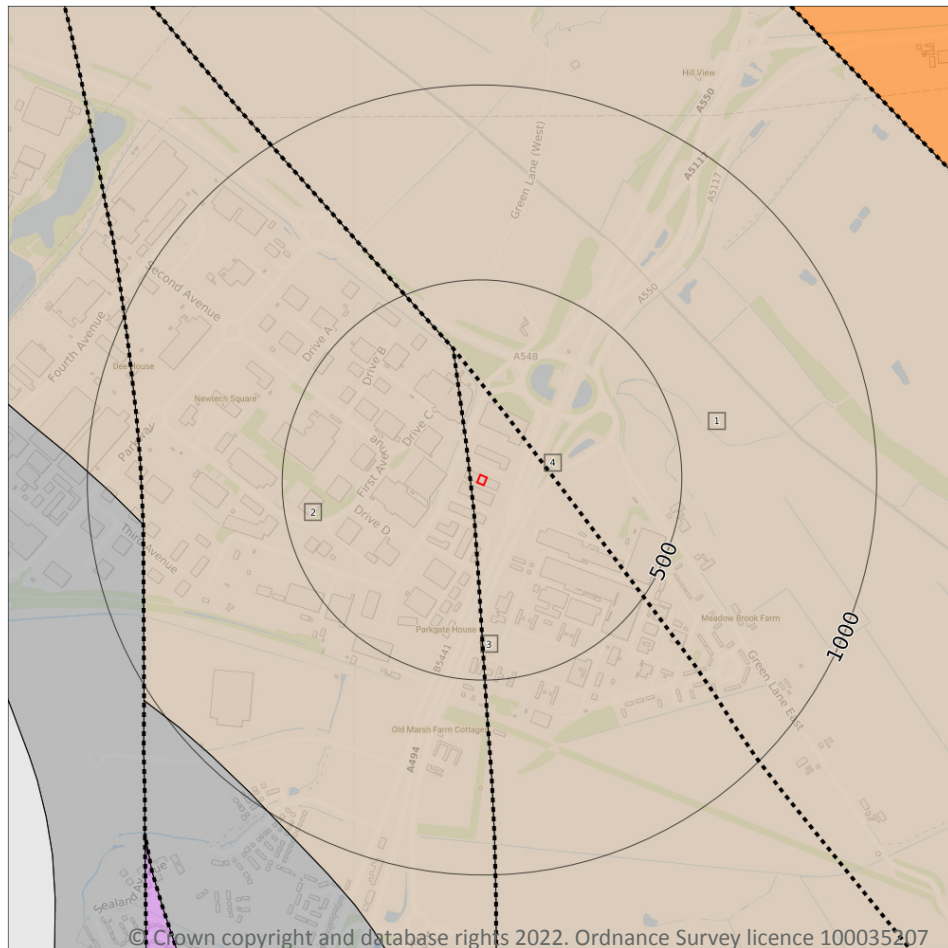 Hill View
A550
A5117
A5117
Green Lane (West)
A550
Second Avenue
Fourth Avenue
Drive A
Drive B
A548
Dee House
Newtech Square
Drive C
1
Parkway
First Avenue
4
2
Drive D
Third Avenue
500
Meadow Brook Farm
Parkgate House
3
1000
B5441
Green Lane East
Old Marsh Farm Cottages
A494
Sealand Avenue
© Crown copyright and database rights 2022. Ordnance Survey licence 100035207